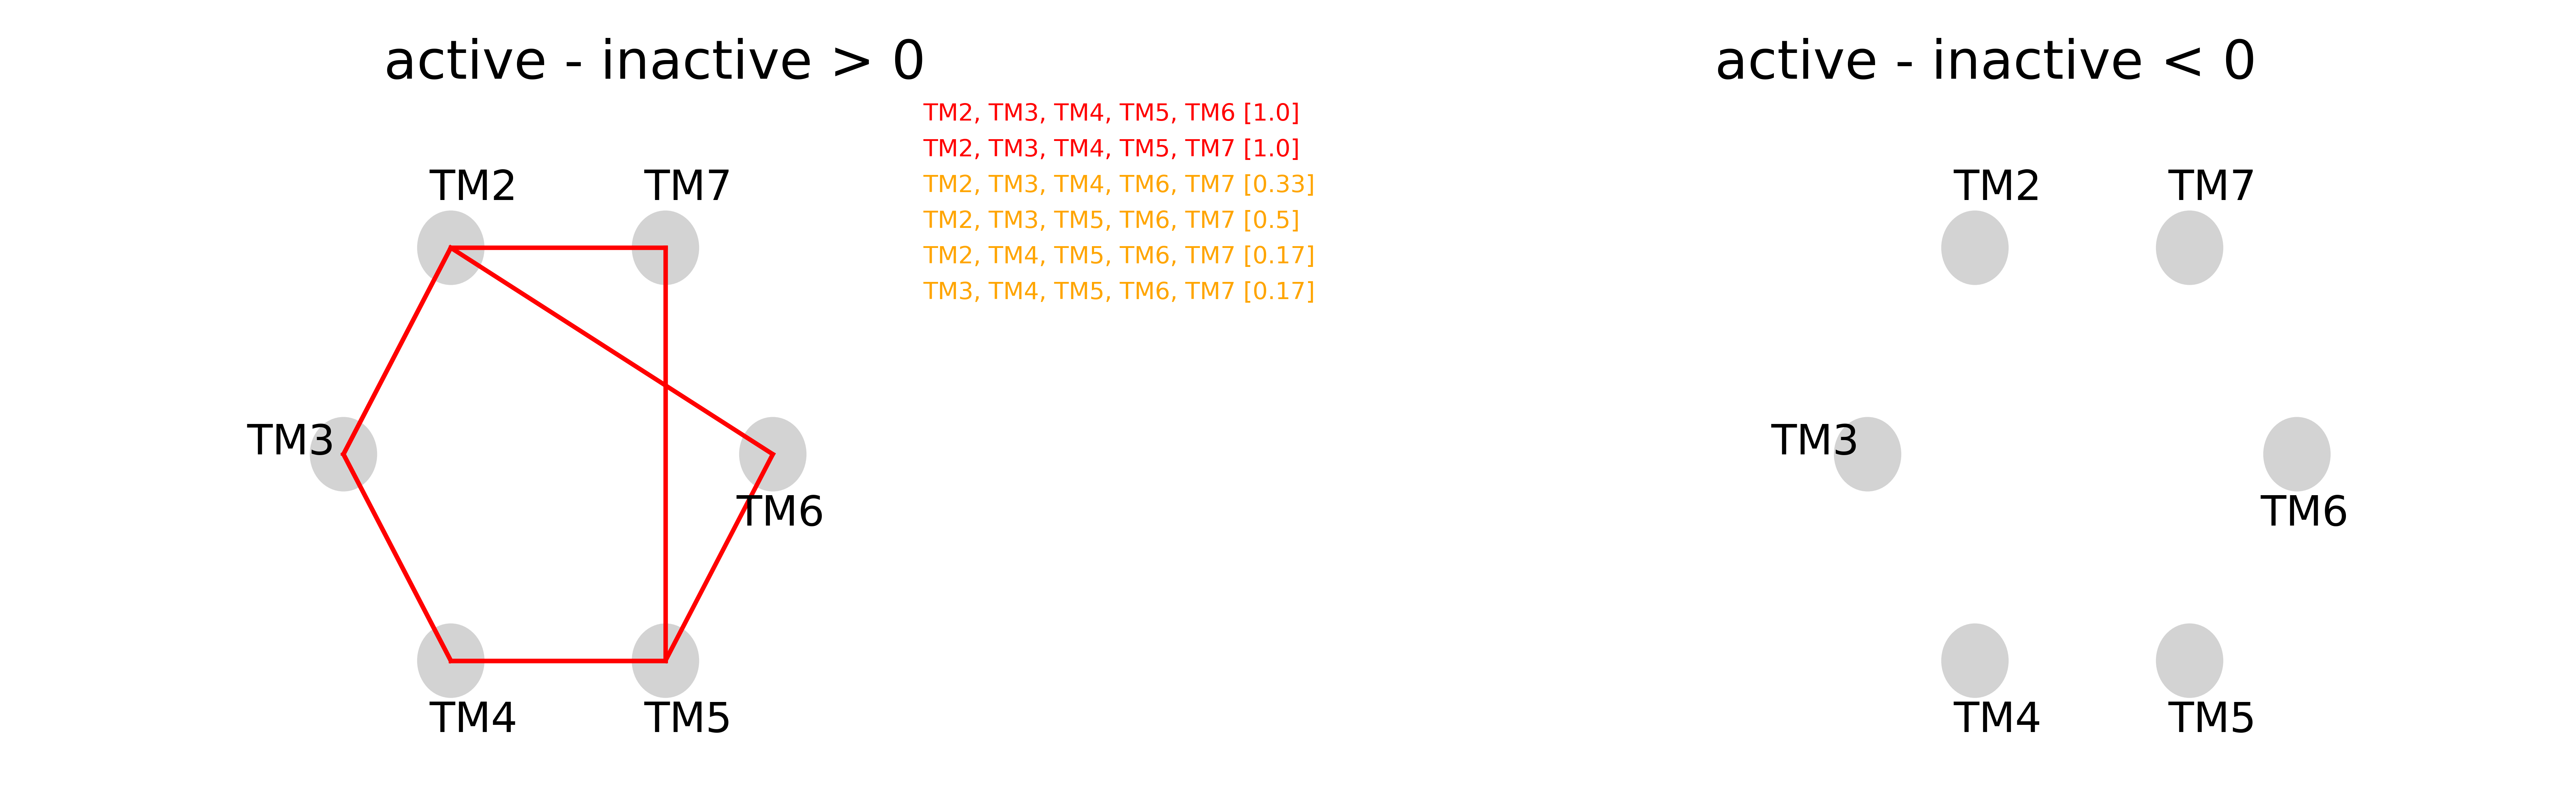 active - inactive > 0
TM2, TM3, TM4, TM5, TM6 [1.0]
TM2, TM3, TM4, TM5, TM7 [1.0]
TM2, TM3, TM4, TM6, TM7 [0.33]
TM2, TM3, TM5, TM6, TM7 [0.5]
TM2, TM4, TM5, TM6, TM7 [0.17]
TM3, TM4, TM5, TM6, TM7 [0.17]
TM2
TM7
TM3
TM6
TM4
TM5
active - inactive < 0
TM2
TM7
TM3
TM6
TM4
TM5